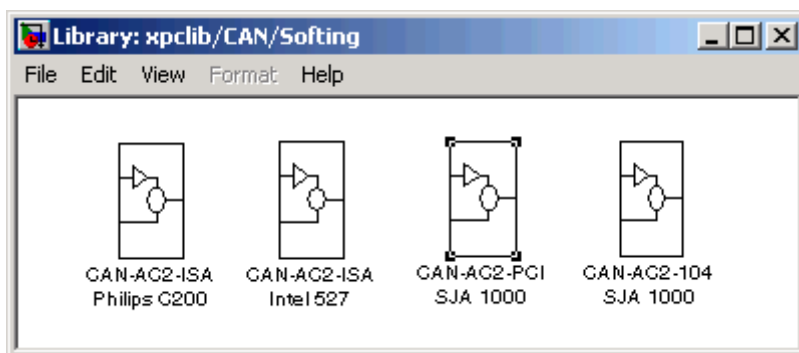 Library: xpclib/CAN/Softing
File Edit View Format Help
CAN-AC2-ISA CAN-AC2-ISA CAN-AC2-PCI CAN-AC2-104
Philips C200 Intel 527 SJA 1000 SJA 1000